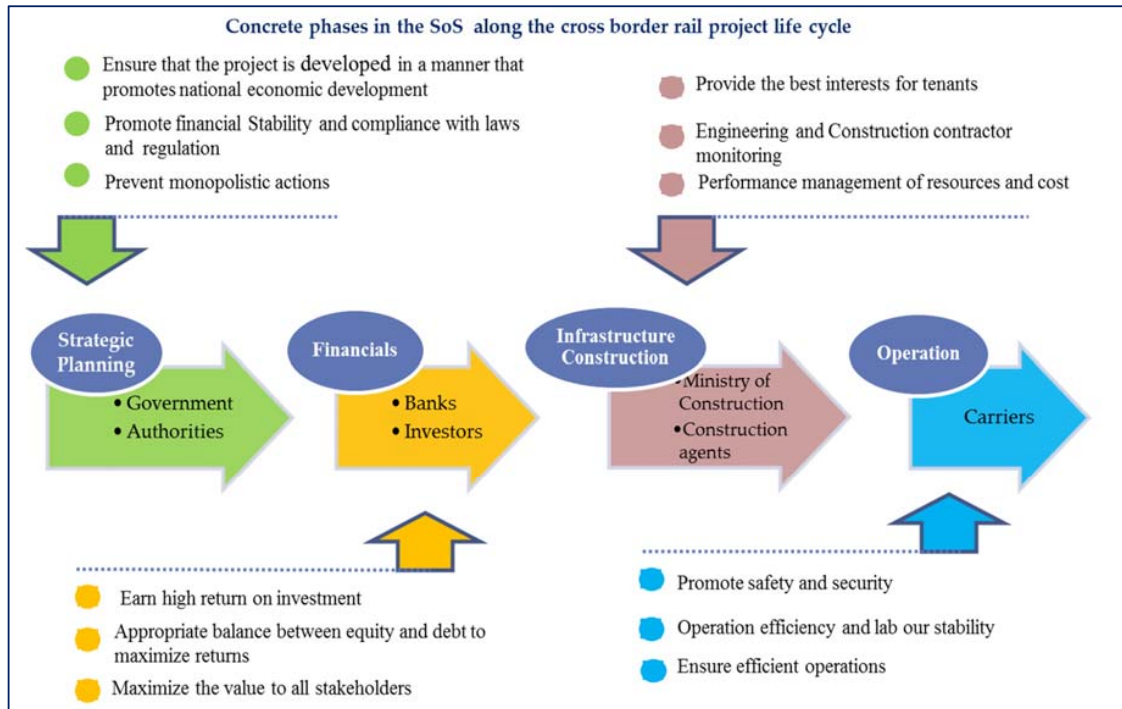 Concrete phases in the SoS along the cross border rail project life cycle
Ensure that the project is developed in a manner that
promotes national economic development
Promote financial Stability and compliance with laws
and regulation
Prevent monopolistic actions
Provide the best interests for tenants
Engineering and Construction contractor
monitoring
Performance management of resources and cost
Strategic
Planning
• Government
• Authorities
Financials
• Banks
• Investors
Infrastructure
Construction
•Ministry of
Construction
•Construction
agents
Operation
Carriers
Earn high return on investment
Appropriate balance between equity and debt to
maximize returns
Maximize the value to all stakeholders
Promote safety and security
Operation efficiency and lab our stability
Ensure efficient operations